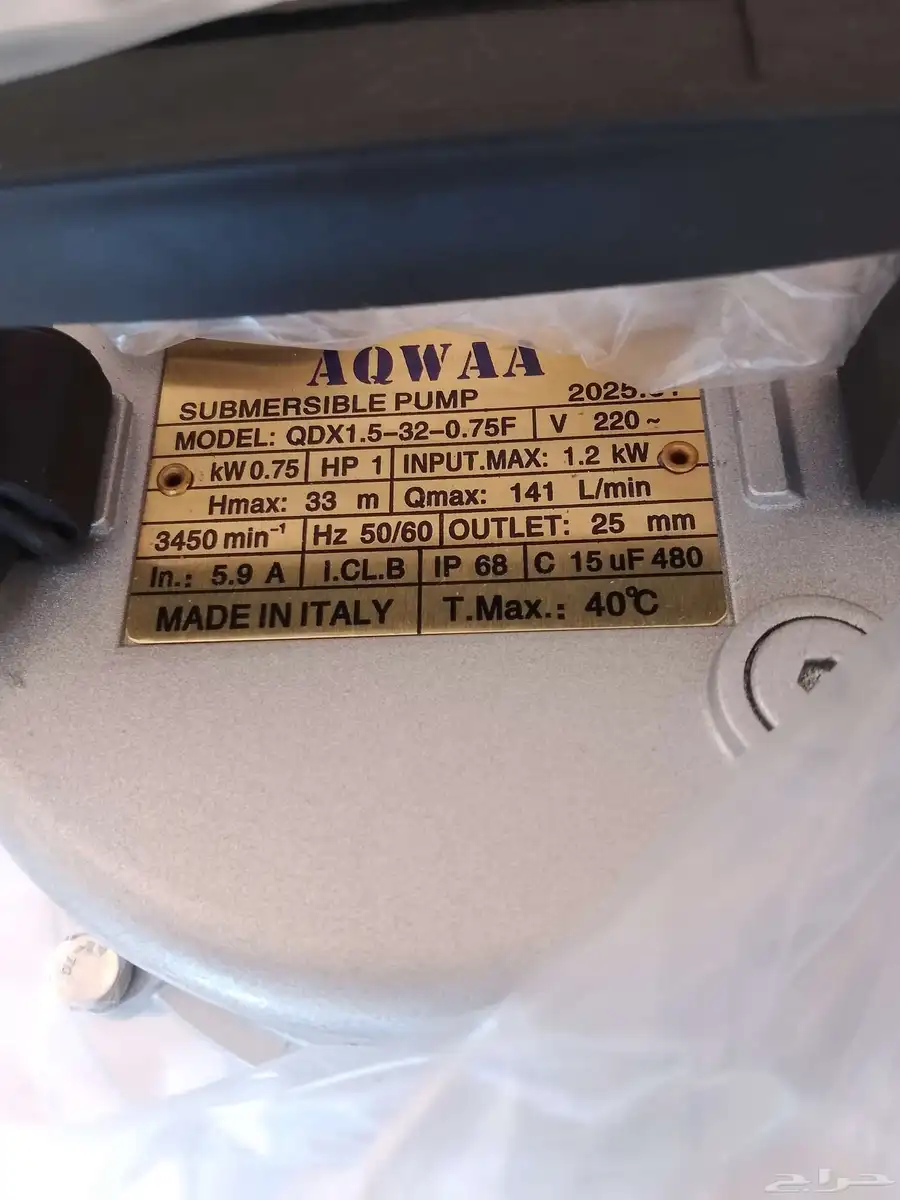 AQWAA
SUBMERSIBLE PUMP
MODEL: QDX1.5-32-0.75F V 220~
kW 0.75 HP 1 INPUT.MAX: 1.2 kW
Hmax: 33 m Qmax: 141 L/min
3450 min⁻¹ Hz 50/60 OUTLET: 25 mm
In.: 5.9 A I.CL.B IP 68 C 15 uF 480
MADE IN ITALY T.Max.: 40℃
حراج